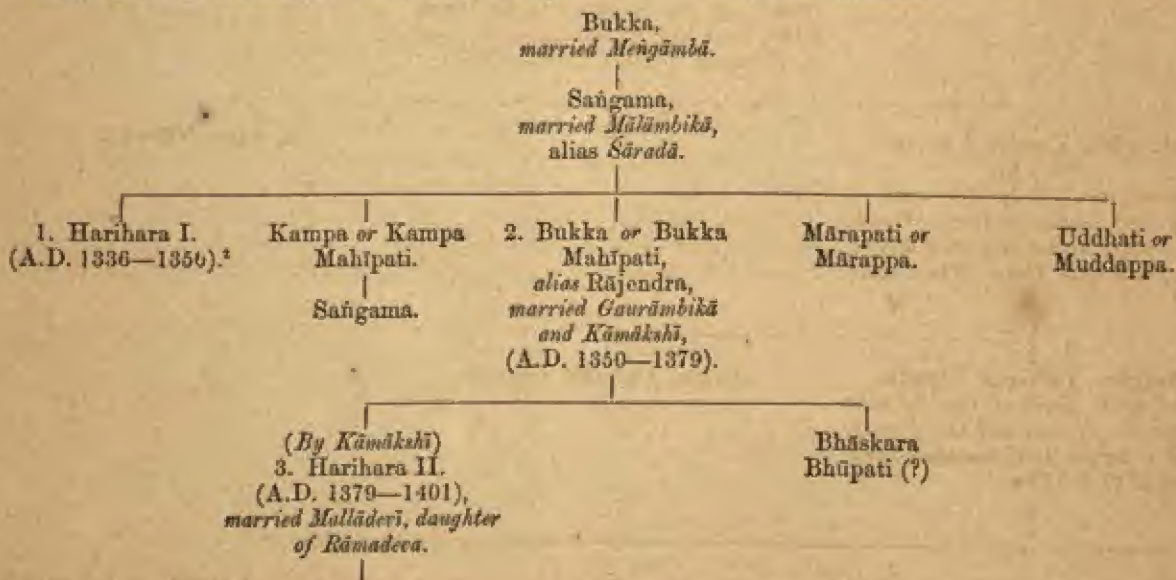 Bukka,
married Meṅgāmbā.
Saṅgama,
married Mālāmbikā,
alias Śāradā.
1. Harihara I.
(A.D. 1336—1350).²
Kampa or Kampa
Mahīpati.
Saṅgama.
2. Bukka or Bukka
Mahīpati,
alias Rājendra,
married Gaurāmbikā
and Kāmākshī,
(A.D. 1350—1379).
Mārapati or
Mārappa.
Uddhati or
Muddappa.
(By Kāmākshī)
3. Harihara II.
(A.D. 1379—1401),
married Mallādevī, daughter
of Rāmadeva.
Bhāskara
Bhūpati (?)